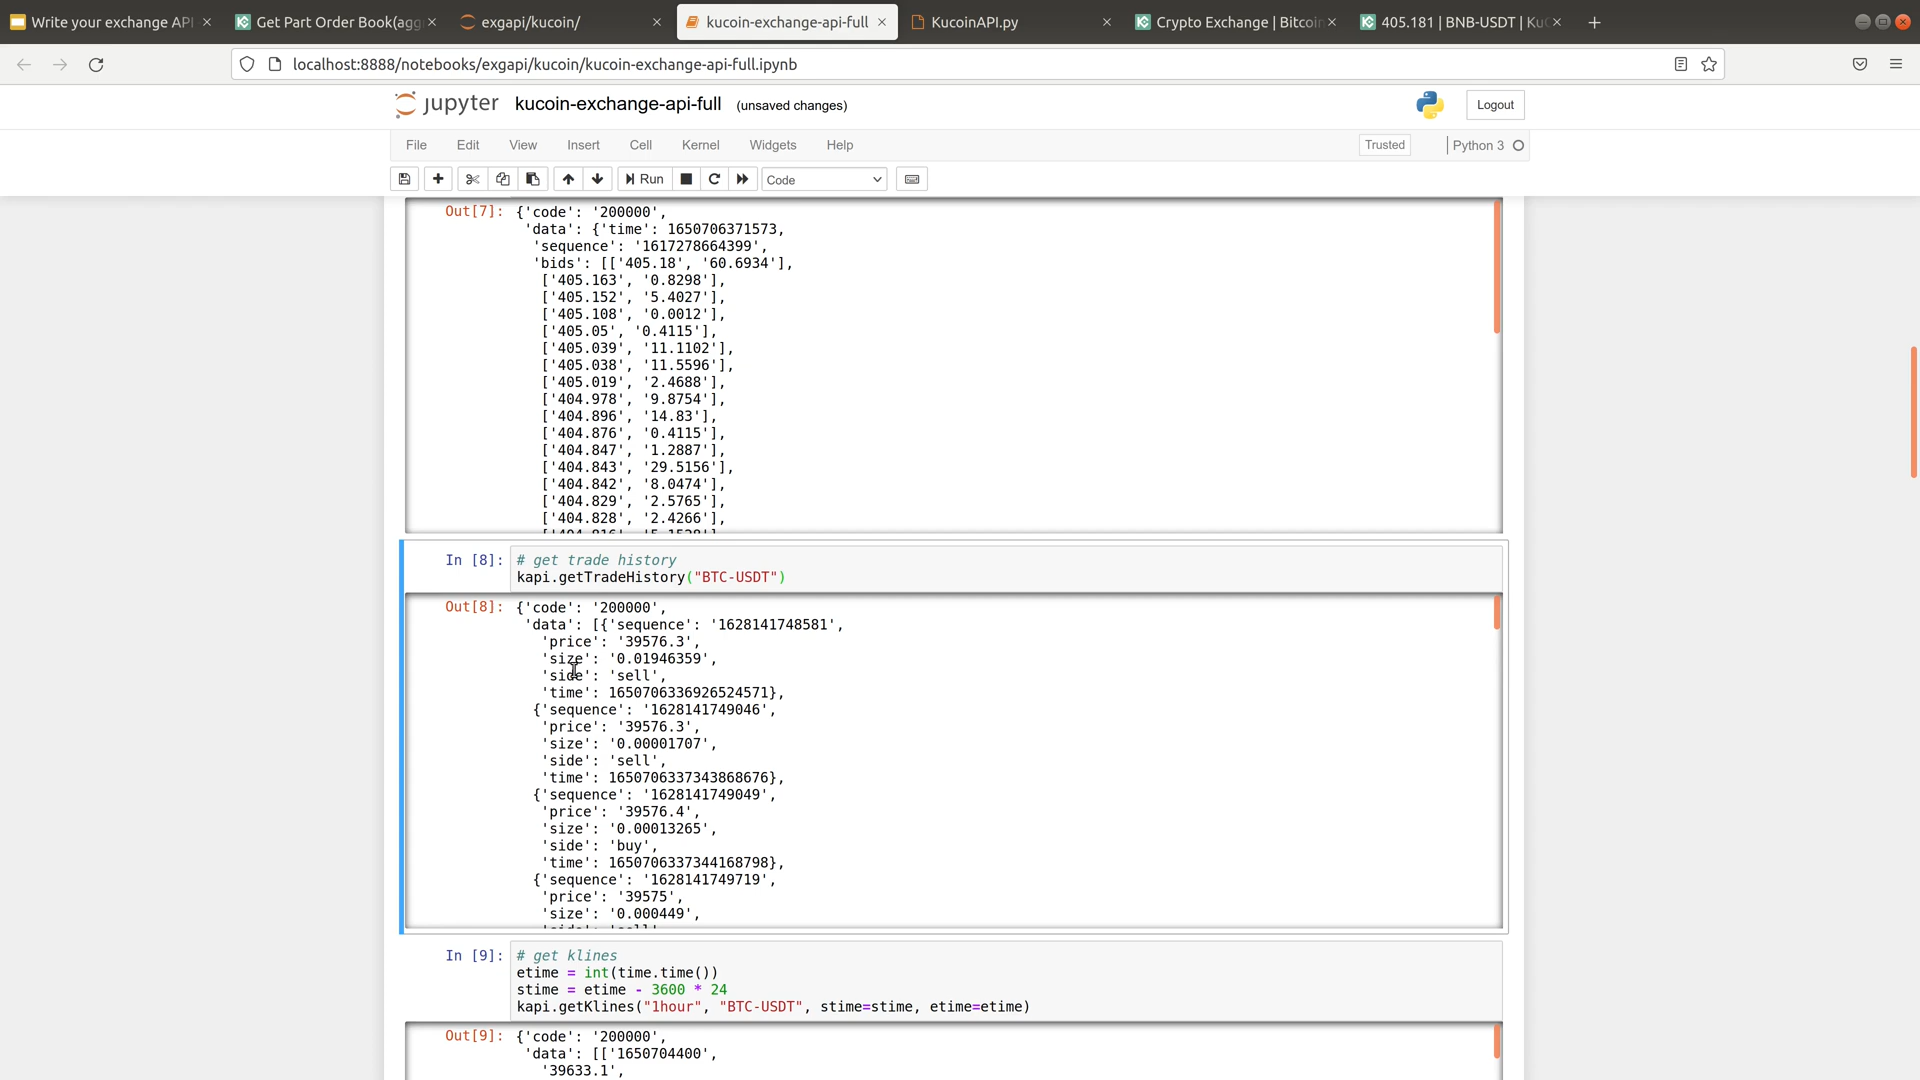 Write your exchange API
Get Part Order Book(agg
exgapi/kucoin/
kucoin-exchange-api-full
KucoinAPI.py
Crypto Exchange | Bitcoin
405.181 | BNB-USDT | Ku
localhost:8888/notebooks/exgapi/kucoin/kucoin-exchange-api-full.ipynb
jupyter kucoin-exchange-api-full (unsaved changes)
Logout
File Edit View Insert Cell Kernel Widgets Help
Trusted
Python 3
Run
Code
Out[7]: {'code': '200000',
'data': {'time': 1650706371573,
'sequence': '1617278664399',
'bids': [['405.18', '60.6934'],
['405.163', '0.8298'],
['405.152', '5.4027'],
['405.108', '0.0012'],
['405.05', '0.4115'],
['405.039', '11.1102'],
['405.038', '11.5596'],
['405.019', '2.4688'],
['404.978', '9.8754'],
['404.896', '14.83'],
['404.876', '0.4115'],
['404.847', '1.2887'],
['404.843', '29.5156'],
['404.842', '8.0474'],
['404.829', '2.5765'],
['404.828', '2.4266'],
In [8]: # get trade history
kapi.getTradeHistory("BTC-USDT")
Out[8]: {'code': '200000',
'data': [{'sequence': '1628141748581',
'price': '39576.3',
'size': '0.01946359',
'side': 'sell',
'time': 1650706336926524571},
{'sequence': '1628141749046',
'price': '39576.3',
'size': '0.00001707',
'side': 'sell',
'time': 1650706337343868676},
{'sequence': '1628141749049',
'price': '39576.4',
'size': '0.00013265',
'side': 'buy',
'time': 1650706337344168798},
{'sequence': '1628141749719',
'price': '39575',
'size': '0.000449',
In [9]: # get klines
etime = int(time.time())
stime = etime - 3600 * 24
kapi.getKlines("1hour", "BTC-USDT", stime=stime, etime=etime)
Out[9]: {'code': '200000',
'data': [['1650704400',
'39633.1',